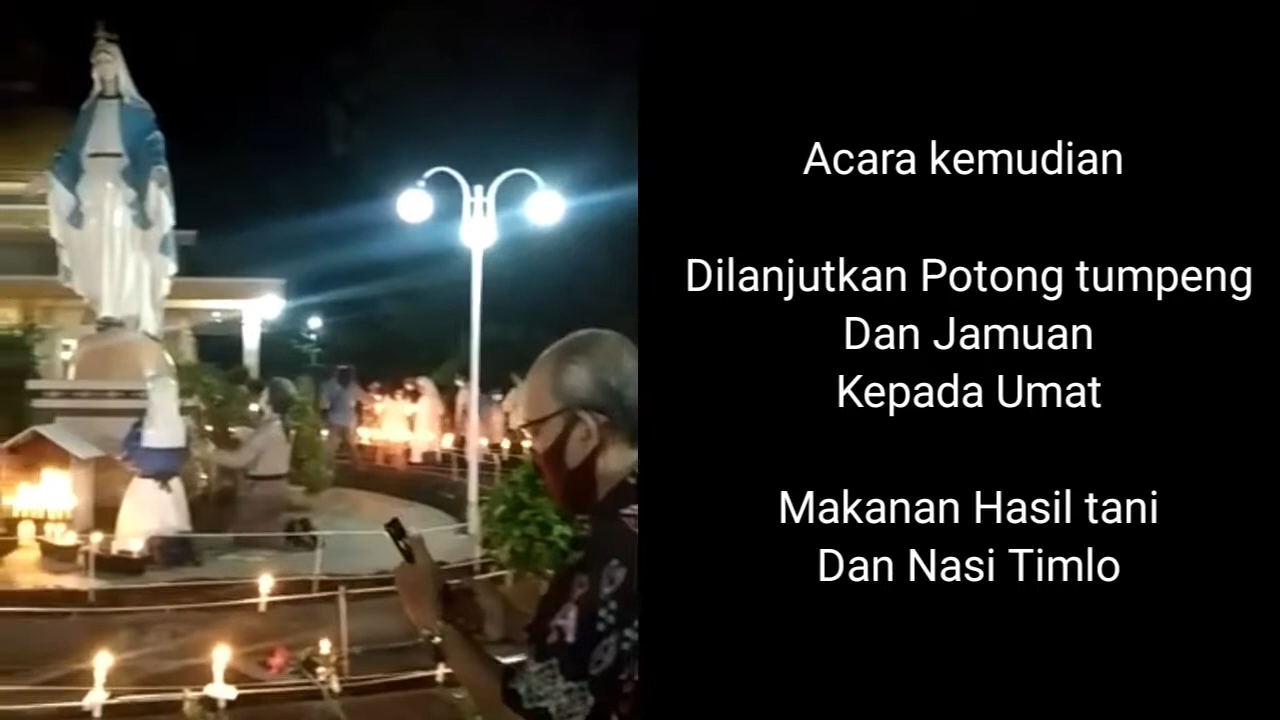 Acara kemudian
Dilanjutkan Potong tumpeng
Dan Jamuan
Kepada Umat
Makanan Hasil tani
Dan Nasi Timlo